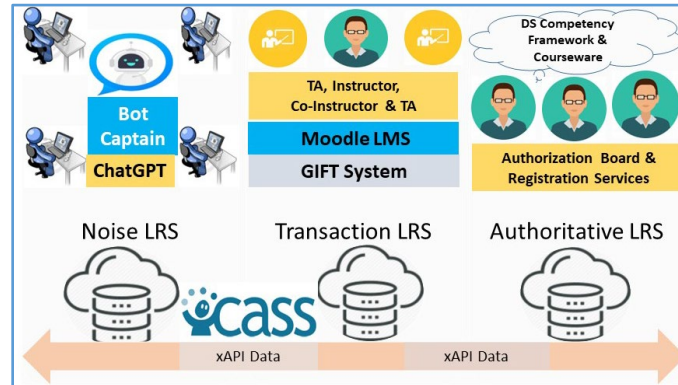 DS Competency
Framework &
Courseware
Bot
Captain
ChatGPT
TA, Instructor,
Co-Instructor & TA
Moodle LMS
GIFT System
Authorization Board &
Registration Services
Noise LRS
Transaction LRS
Authoritative LRS
cass
xAPI Data
xAPI Data